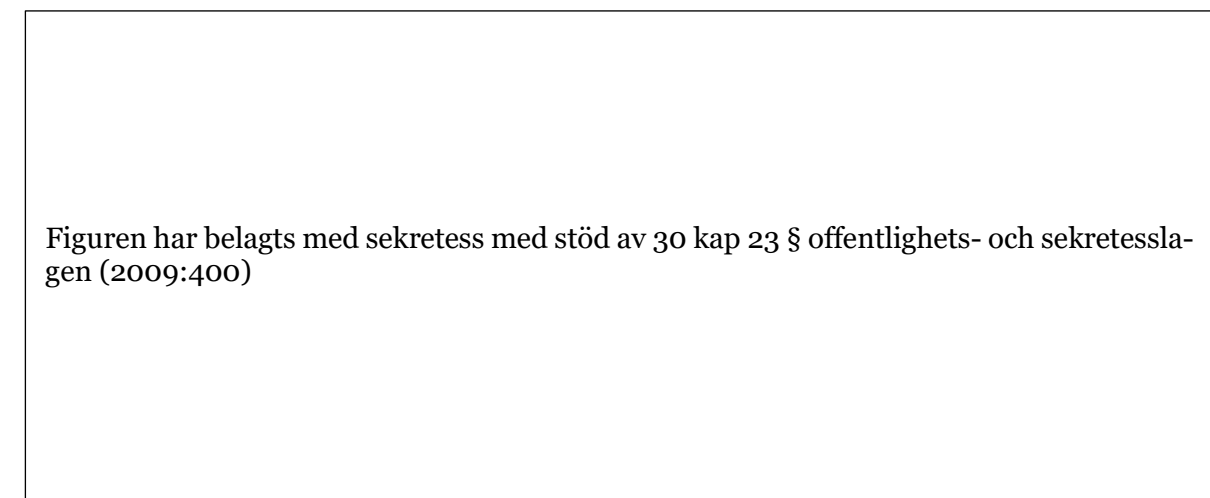 Figuren har belagts med sekretess med stöd av 30 kap 23 § offentlighets- och sekretessla-
gen (2009:400)